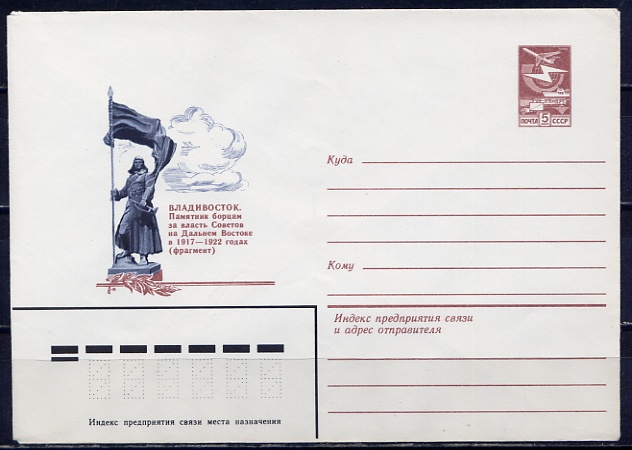 ПОЧТА 5 СССР
Куда
ВЛАДИВОСТОК.
Памятник борцам
за власть Советов
на Дальнем Востоке
в 1917—1922 годах
(фрагмент)
Кому
Индекс предприятия связи
и адрес отправителя
Индекс предприятия связи места назначения